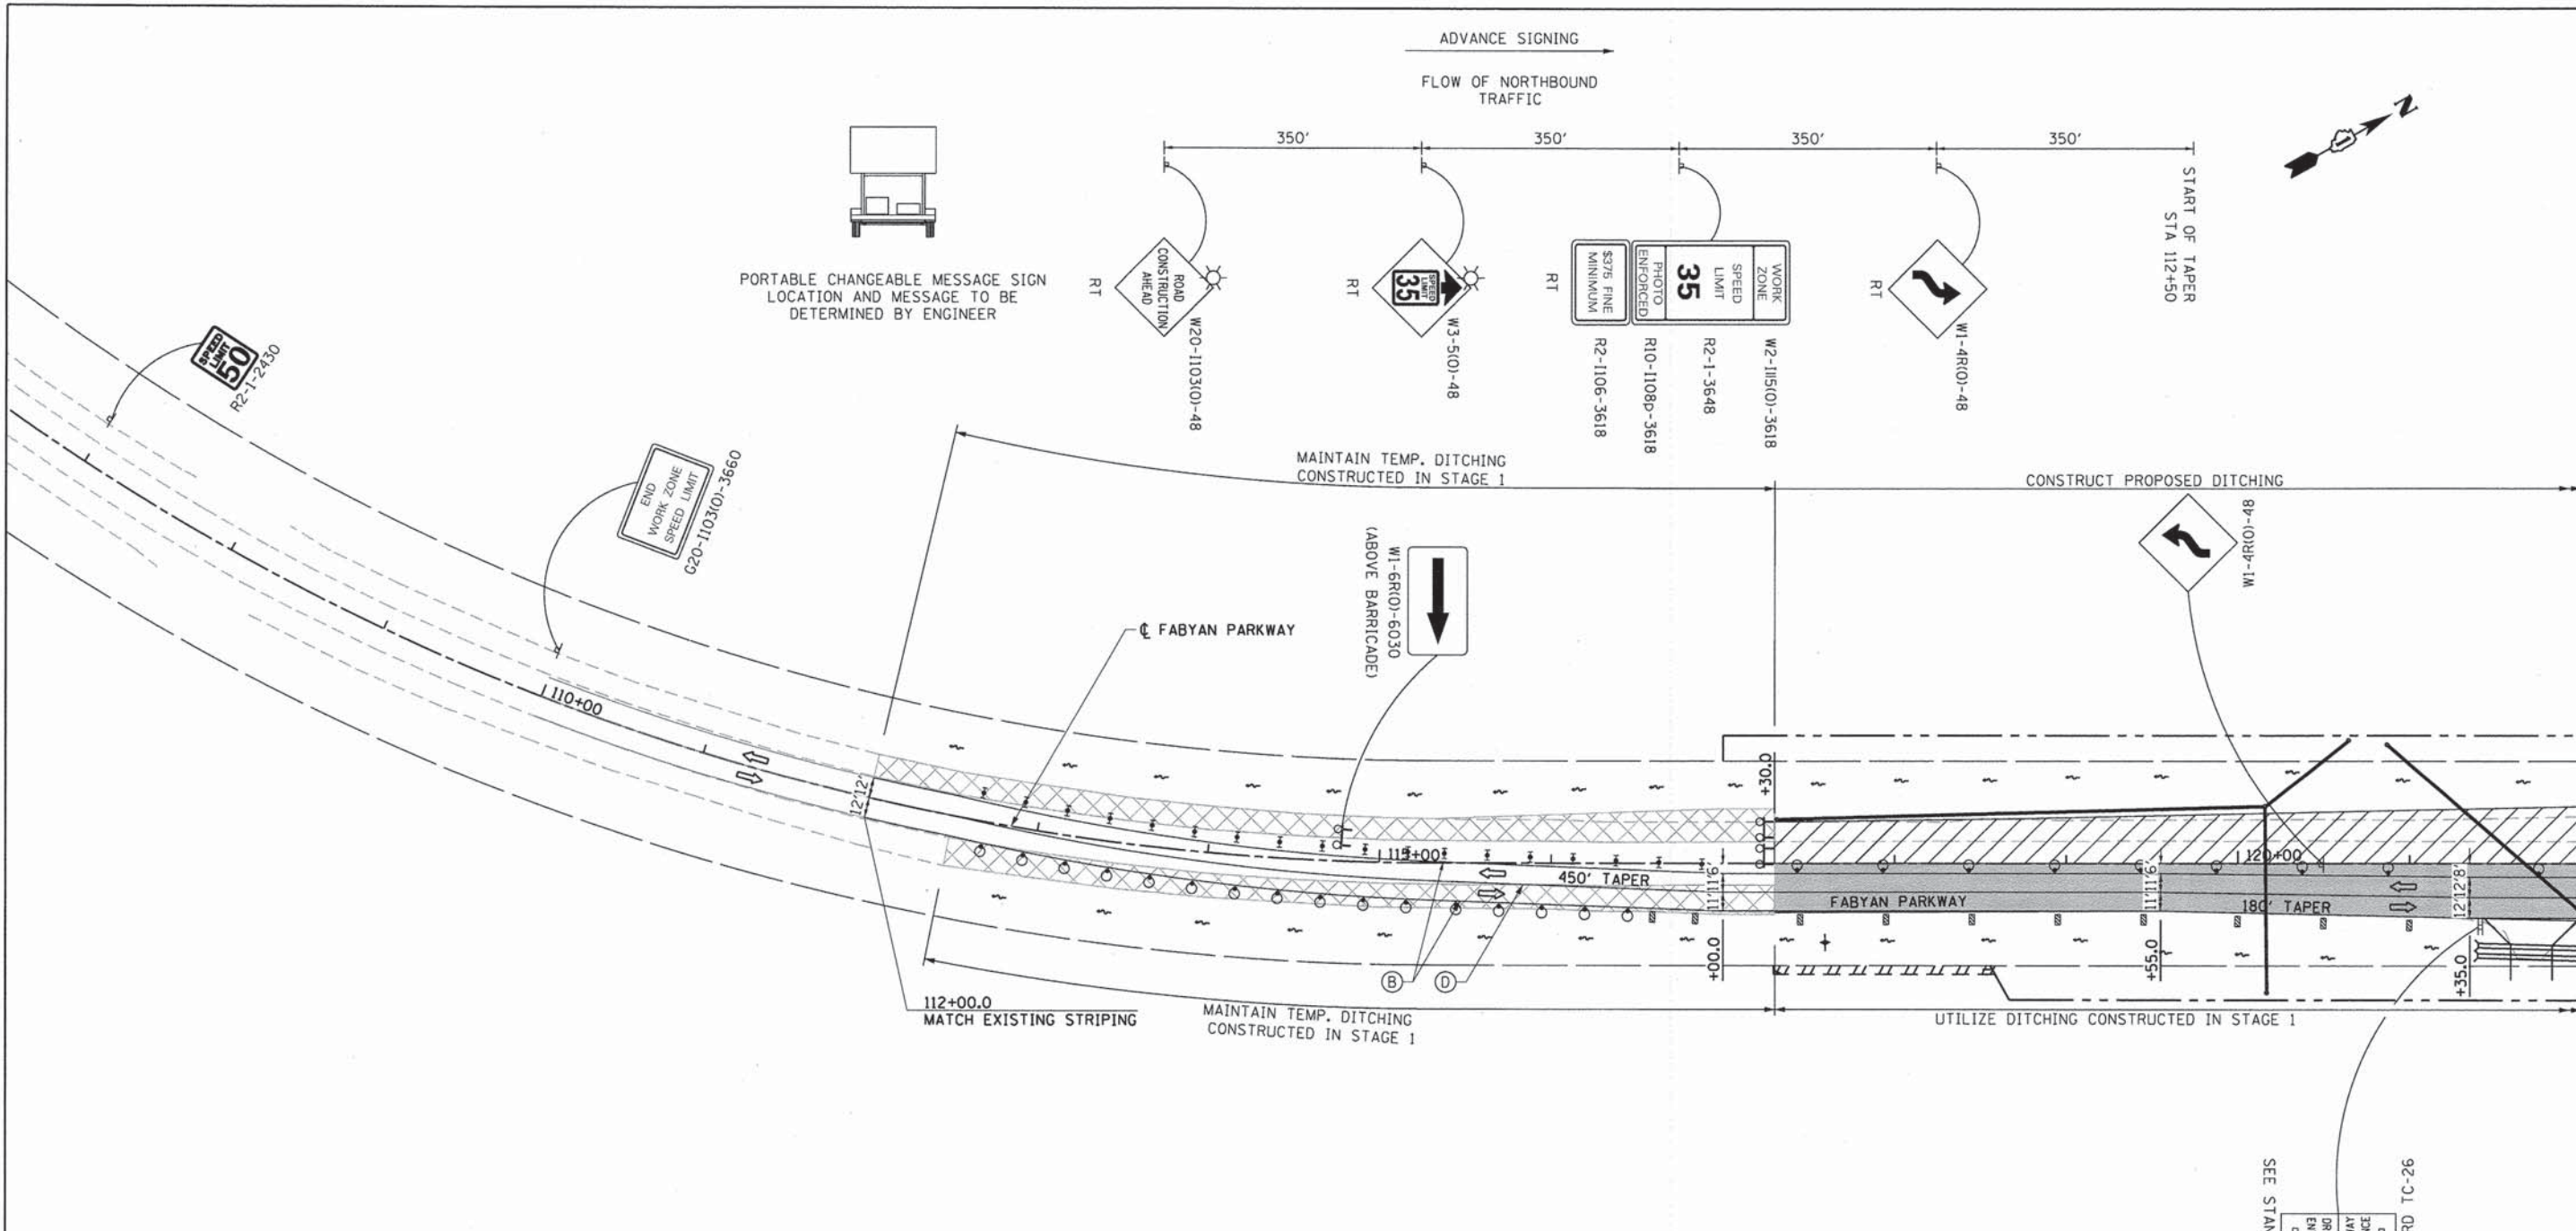 ADVANCE SIGNING
FLOW OF NORTHBOUND
TRAFFIC
N
350'
350'
350'
350'
START OF TAPER
STA 112+50
PORTABLE CHANGEABLE MESSAGE SIGN
LOCATION AND MESSAGE TO BE
DETERMINED BY ENGINEER
ROAD
CONSTRUCTION
AHEAD
RT
W20-I103(O)-48
SPEED
LIMIT
35
RT
W3-5(O)-48
WORK
ZONE
SPEED
LIMIT
35
PHOTO
ENFORCED
$375 FINE
MINIMUM
RT
R2-I106-3618
R10-I108p-3618
R2-1-3648
W2-I115(O)-3618
RT
W1-4R(O)-48
SPEED
LIMIT
50
R2-1-2430
END
WORK ZONE
SPEED LIMIT
G20-I103(O)-3660
MAINTAIN TEMP. DITCHING
CONSTRUCTED IN STAGE 1
CONSTRUCT PROPOSED DITCHING
W1-6R(O)-6030
(ABOVE BARRICADE)
W1-4R(O)-48
℄ FABYAN PARKWAY
110+00
12'
12'
115+00
450' TAPER
+30.0
11'
11'
6'
FABYAN PARKWAY
120+00
11'
11'
6'
180' TAPER
12'
12'
8'
+00.0
+55.0
+35.0
B
D
112+00.0
MATCH EXISTING STRIPING
MAINTAIN TEMP. DITCHING
CONSTRUCTED IN STAGE 1
UTILIZE DITCHING CONSTRUCTED IN STAGE 1
SEE STAN
RD TC-26